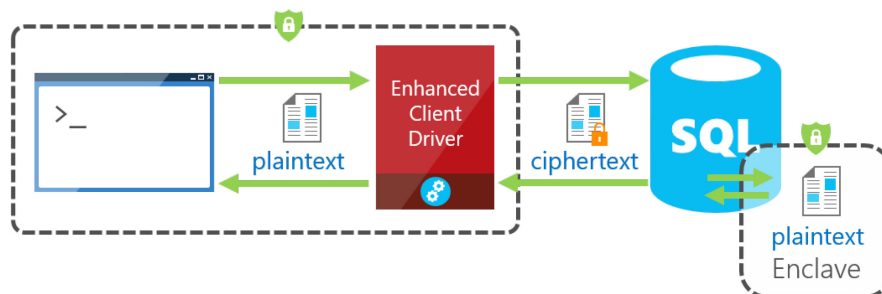 >_
plaintext
Enhanced
Client
Driver
ciphertext
SQL
plaintext
Enclave